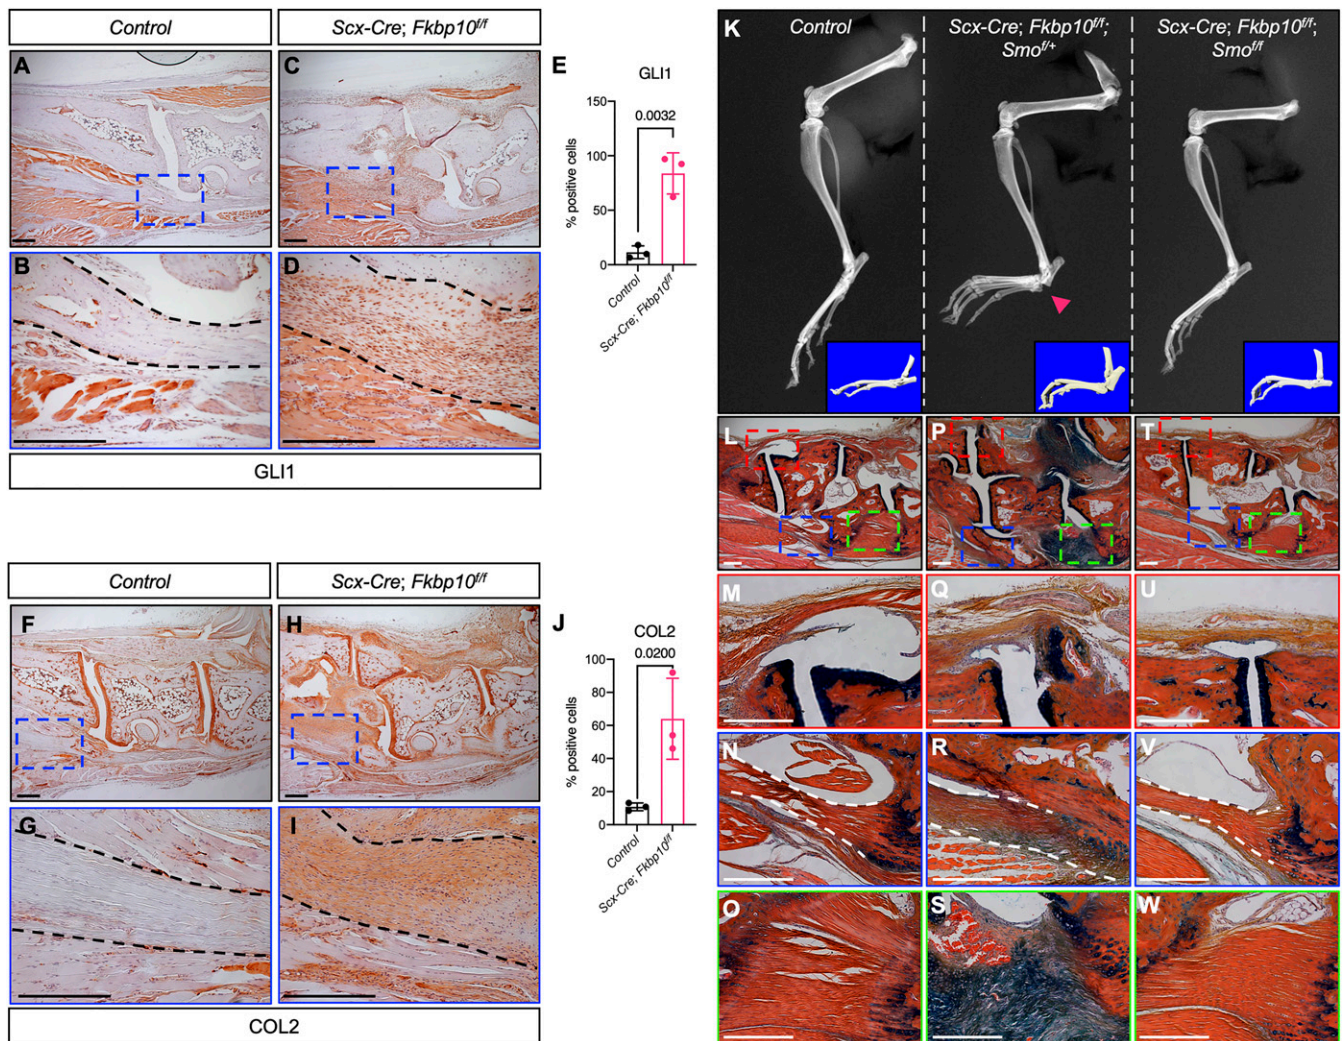 Control
Scx-Cre; Fkbp10f/f
A
C
B
D
GLI1
E
GLI1
0.0032
150
100
50
0
% positive cells
Control
Scx-Cre; Fkbp10f/f
Control
Scx-Cre; Fkbp10f/f
F
H
G
I
COL2
J
COL2
0.0200
100
80
60
40
20
0
% positive cells
Control
Scx-Cre; Fkbp10f/f
K
Control
Scx-Cre; Fkbp10f/f;
Smof/+
Scx-Cre; Fkbp10f/f;
Smof/f
L
P
T
M
Q
U
N
R
V
O
S
W